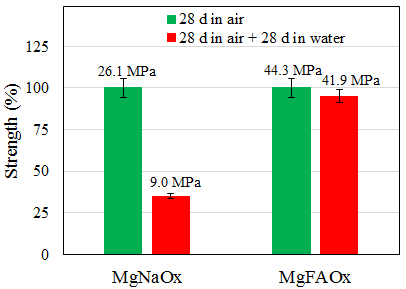 28 d in air
28 d in air + 28 d in water
Strength (%)
125
100
75
50
25
0
26.1 MPa
9.0 MPa
44.3 MPa
41.9 MPa
MgNaOx
MgFAOx